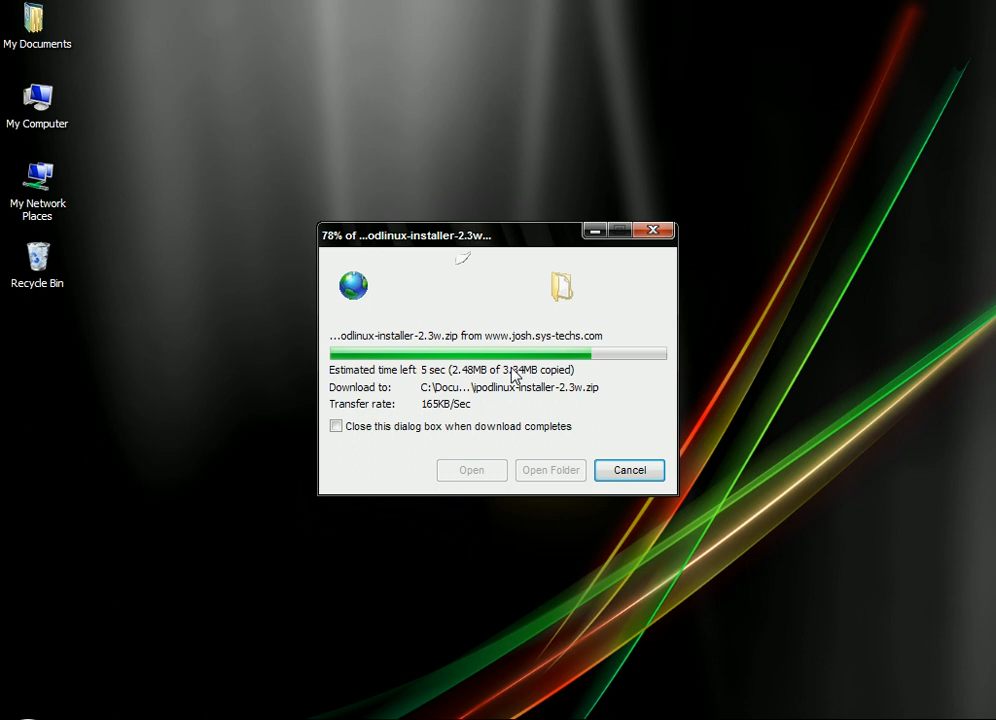 My Documents
My Computer
My Network
Places
Recycle Bin
78% of ...odlinux-installer-2.3w...
...odlinux-installer-2.3w.zip from www.josh.sys-techs.com
Estimated time left 5 sec (2.48MB of 3.34MB copied)
Download to: C:\Docu...\ipodlinux-installer-2.3w.zip
Transfer rate: 165KB/Sec
Close this dialog box when download completes
Open
Open Folder
Cancel